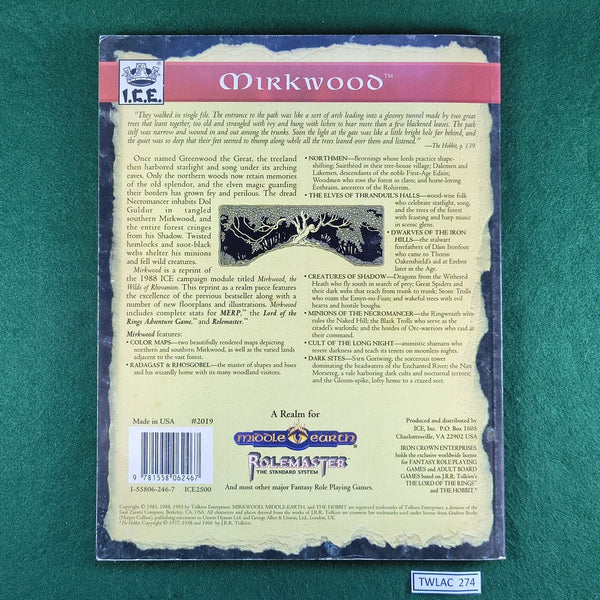 I.C.E.
MIRKWOOD™
"They walked in single file. The entrance to the path was like a sort of arch leading into a gloomy tunnel made by two great
trees that leant together, too old and strangled with ivy and hung with lichen to bear more than a few blackened leaves. The path
itself was narrow and wound in and out among the trunks. Soon the light at the gate was like a little bright hole far behind, and
the quiet was so deep that their feet seemed to thump along while all the trees leaned over them and listened."
—The Hobbit, p. 139
Once named Greenwood the Great, the treeland
then harbored starlight and song under its arching
eaves. Only the northern woods now retain memories
of the old splendor, and the elven magic guarding
their borders has grown fey and perilous. The dread
Necromancer inhabits Dol
Guldur in tangled
southern Mirkwood, and
the entire forest cringes
from his Shadow. Twisted
hemlocks and soot-black
webs shelter his minions
and fell wild creatures.
Mirkwood is a reprint of
the 1988 ICE campaign module titled Mirkwood, the
Wilds of Rhovanion. This reprint as a realm piece features
the excellence of the previous bestseller along with a
number of new floorplans and illustrations. Mirkwood
includes complete stats for MERP,™ the Lord of the
Rings Adventure Game,™ and Rolemaster.™
Mirkwood features:
• COLOR MAPS—two beautifully rendered maps depicting
northern and southern Mirkwood, as well as the varied lands
adjacent to the vast forest.
• RADAGAST & RHOSGOBEL—the master of shapes and hues
and his wizardly home with its many woodland visitors.
• NORTHMEN—Beornings whose lords practice shape-
shifting; Éothéod in their tree-house village; Dalemen and
Lakemen, descendants of the noble First-Age Edain;
Woodmen who rove the forest in clans; and horse-loving
Eothraim, ancestors of the Rohirrim.
• THE ELVES OF THRANDUIL'S HALLS—wood-wise folk
who celebrate starlight, song,
and the trees of the forest
with feasting and harp music
in scenic glens.
• DWARVES OF THE IRON
HILLS—the stalwart
forefathers of Dáin Ironfoot
who came to Thorin
Oakenshield's aid at Erebor
later in the Age.
• CREATURES OF SHADOW—Dragons from the Withered
Heath who fly south in search of prey; Great Spiders and
their dark webs that reach from trunk to trunk; Stone Trolls
who roam the Emyn-nu-Fuin; and wakeful trees with evil
hearts and hostile boughs.
• MINIONS OF THE NECROMANCER—the Ringwraith who
rules the Naked Hill; the Black Trolls who serve as the
citadel's wardogs; and the hordes of Orc-warriors who raid at
their command.
• CULT OF THE LONG NIGHT—animistic shamans who
revere darkness and teach its tenets on moonless nights.
• DARK SITES—Sarn Goriwing, the sorcerous tower
dominating the headwaters of the Enchanted River; the Nan
Morsereg, a vale harboring dark cults and nocturnal terrors;
and the Gloom-spike, lofty home to a crazed seer.
A Realm for
MIDDLE EARTH
ROLEMASTER
THE STANDARD SYSTEM
And most other major Fantasy Role Playing Games.
Made in USA #2019
9 781558 062467
1-55806-246-7 ICE2500
Produced and distributed by
ICE, Inc. P.O. Box 1605
Charlottesville, VA 22902 USA
IRON CROWN ENTERPRISES
holds the exclusive worldwide license
for FANTASY ROLE PLAYING
GAMES and ADULT BOARD
GAMES based on J.R.R. Tolkien's
THE LORD OF THE RINGS™
and THE HOBBIT.™
TWLAC 274